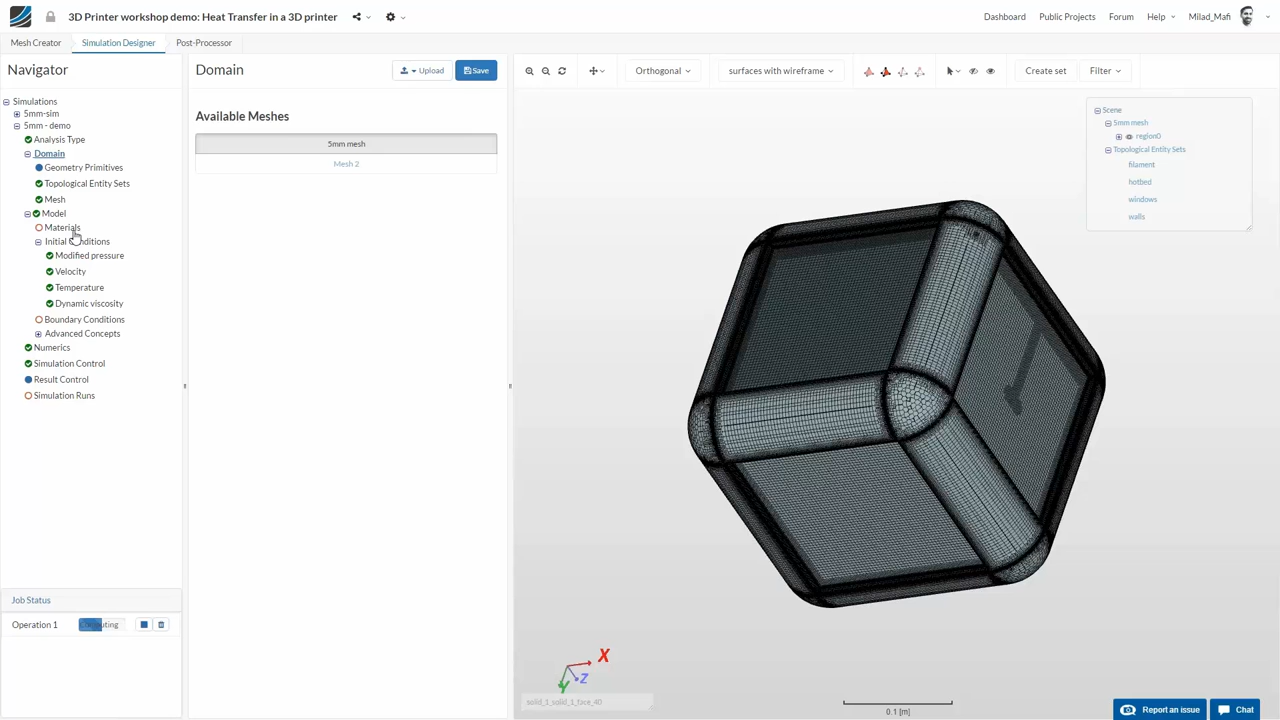 3D Printer workshop demo: Heat Transfer in a 3D printer
Dashboard
Public Projects
Forum
Help
Milad_Mafi
Mesh Creator
Simulation Designer
Post-Processor
Navigator
Simulations
5mm-sim
5mm - demo
Analysis Type
Domain
Geometry Primitives
Topological Entity Sets
Mesh
Model
Materials
Initial Conditions
Modified pressure
Velocity
Temperature
Dynamic viscosity
Boundary Conditions
Advanced Concepts
Numerics
Simulation Control
Result Control
Simulation Runs
Job Status
Operation 1
Computing
Domain
Upload
Save
Available Meshes
5mm mesh
Mesh 2
Orthogonal
surfaces with wireframe
Create set
Filter
Scene
5mm mesh
region0
Topological Entity Sets
filament
hotbed
windows
walls
X
Z
Y
solid_1_solid_1_face_40
0.1 [m]
Report an issue
Chat